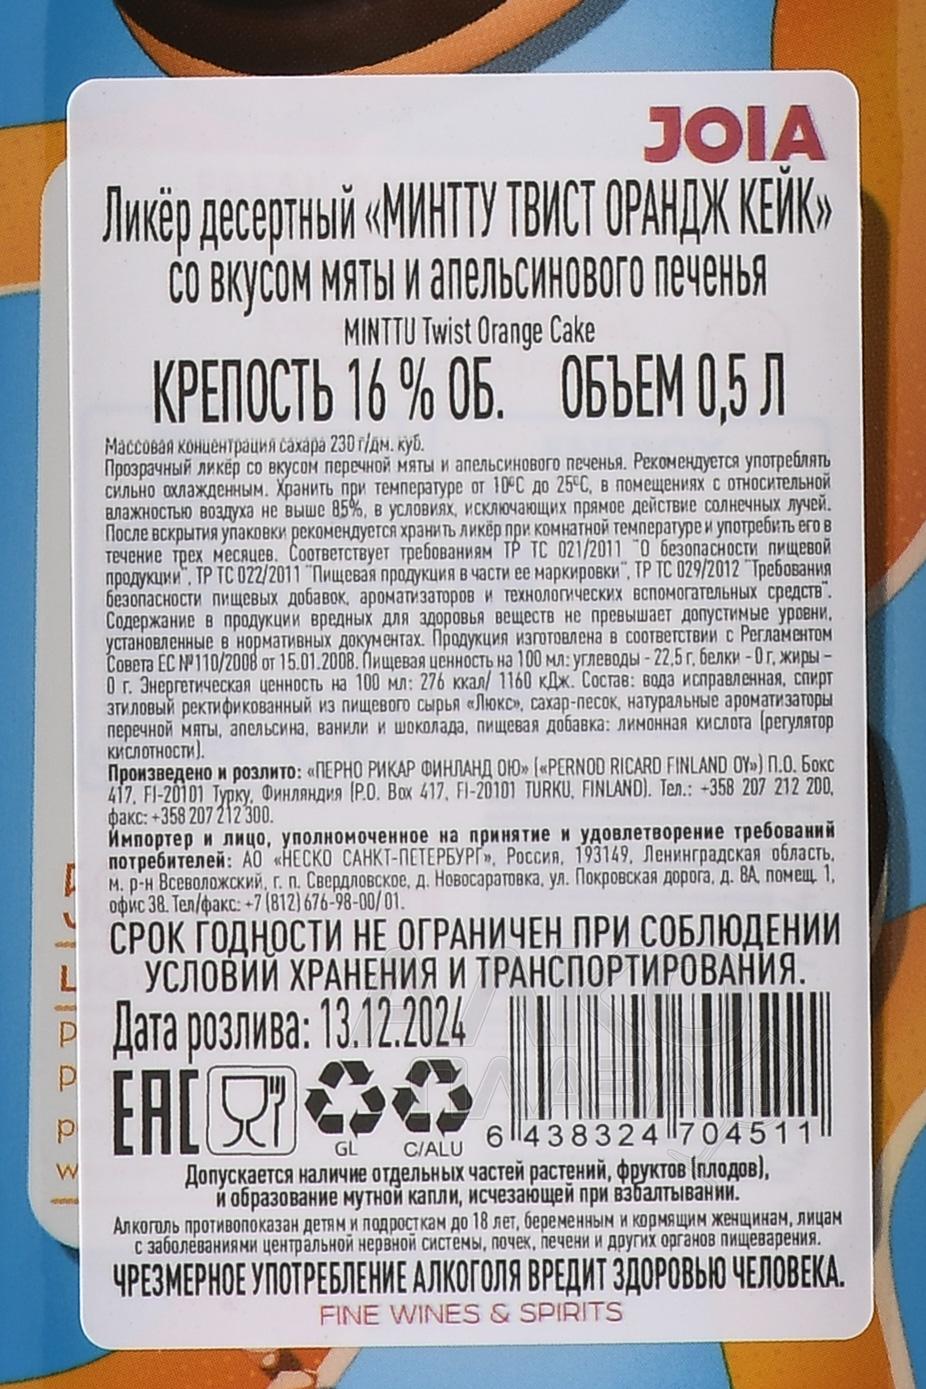 JOIA
Ликёр десертный «МИНТТУ ТВИСТ ОРАНДЖ КЕЙК»
со вкусом мяты и апельсинового печенья
MINTTU Twist Orange Cake
КРЕПОСТЬ 16 % ОБ. ОБЪЕМ 0,5 Л
Массовая концентрация сахара 230 г/дм. куб.
Прозрачный ликёр со вкусом перечной мяты и апельсинового печенья. Рекомендуется употреблять
сильно охлажденным. Хранить при температуре от 10ºС до 25ºС, в помещениях с относительной
влажностью воздуха не выше 85%, в условиях, исключающих прямое действие солнечных лучей.
После вскрытия упаковки рекомендуется хранить ликёр при комнатной температуре и употребить его в
течение трех месяцев. Соответствует требованиям ТР ТС 021/2011 "О безопасности пищевой
продукции", ТР ТС 022/2011 "Пищевая продукция в части ее маркировки", ТР ТС 029/2012 "Требования
безопасности пищевых добавок, ароматизаторов и технологических вспомогательных средств".
Содержание в продукции вредных для здоровья веществ не превышает допустимые уровни,
установленные в нормативных документах. Продукция изготовлена в соответствии с Регламентом
Совета ЕС №110/2008 от 15.01.2008. Пищевая ценность на 100 мл: углеводы - 22,5 г, белки - 0 г, жиры –
0 г. Энергетическая ценность на 100 мл: 276 ккал/ 1160 кДж. Состав: вода исправленная, спирт
этиловый ректификованный из пищевого сырья «Люкс», сахар-песок, натуральные ароматизаторы
перечной мяты, апельсина, ванили и шоколада, пищевая добавка: лимонная кислота (регулятор
кислотности).
Произведено и розлито: «ПЕРНО РИКАР ФИНЛАНД ОЮ» («PERNOD RICARD FINLAND OY») П.О. Бокс
417, FI-20101 Турку, Финляндия (P.O. Box 417, FI-20101 TURKU, FINLAND). Тел.: +358 207 212 200,
факс: +358 207 212 300.
Импортер и лицо, уполномоченное на принятие и удовлетворение требований
потребителей: АО «НЕСКО САНКТ-ПЕТЕРБУРГ», Россия, 193149, Ленинградская область,
м. р-н Всеволожский, г. п. Свердловское, д. Новосаратовка, ул. Покровская дорога, д. 8А, помещ. 1,
офис 38. Тел/факс: +7 (812) 676-98-00/ 01.
СРОК ГОДНОСТИ НЕ ОГРАНИЧЕН ПРИ СОБЛЮДЕНИИ
УСЛОВИЙ ХРАНЕНИЯ И ТРАНСПОРТИРОВАНИЯ.
Дата розлива: 13.12.2024
EAC
GL
C/ALU
6 438324 704511
Допускается наличие отдельных частей растений, фруктов (плодов),
и образование мутной капли, исчезающей при взбалтывании.
Алкоголь противопоказан детям и подросткам до 18 лет, беременным и кормящим женщинам, лицам
с заболеваниями центральной нервной системы, почек, печени и других органов пищеварения.
ЧРЕЗМЕРНОЕ УПОТРЕБЛЕНИЕ АЛКОГОЛЯ ВРЕДИТ ЗДОРОВЬЮ ЧЕЛОВЕКА.
FINE WINES & SPIRITS